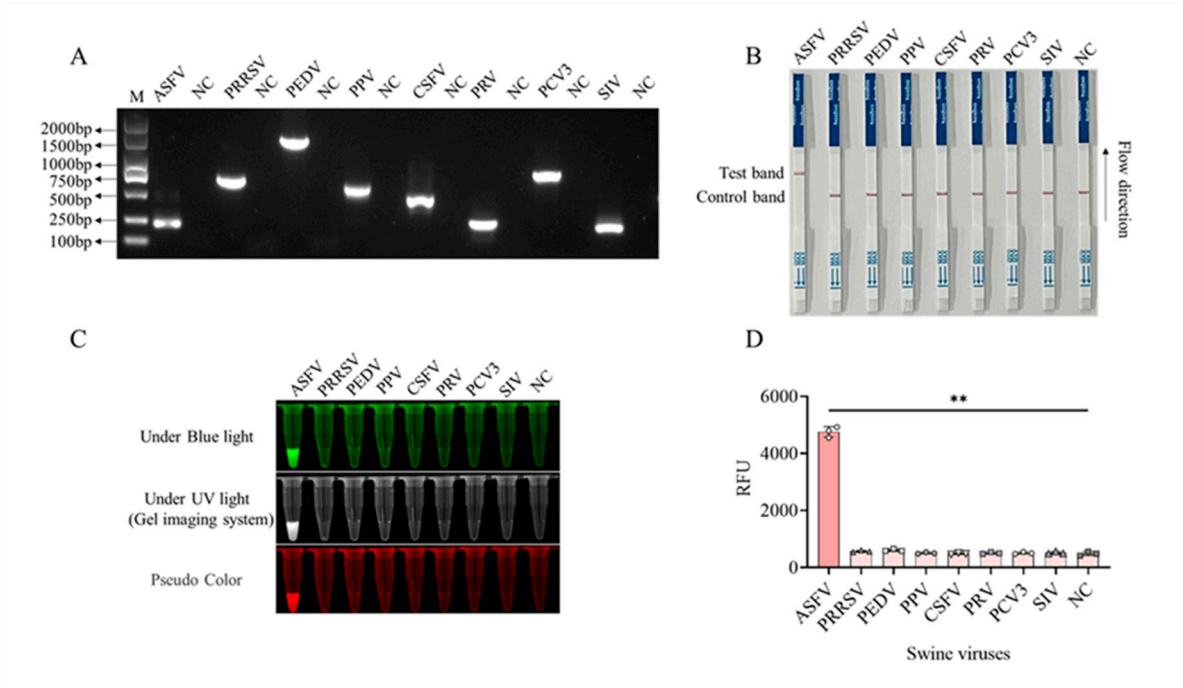 A
M ASFV NC PRRSV NC PEDV NC PPV NC CSFV NC PRV NC PCV3 NC SIV NC
2000bp
1500bp
1000bp
750bp
500bp
250bp
100bp
B
ASFV PRRSV PEDV PPV CSFV PRV PCV3 SIV NC
Test band
Control band
Flow direction
C
ASFV PRRSV PEDV PPV CSFV PRV PCV3 SIV NC
Under Blue light
Under UV light
(Gel imaging system)
Pseudo Color
D
**
6000
4000
2000
0
RFU
ASFV PRRSV PEDV PPV CSFV PRV PCV3 SIV NC
Swine viruses